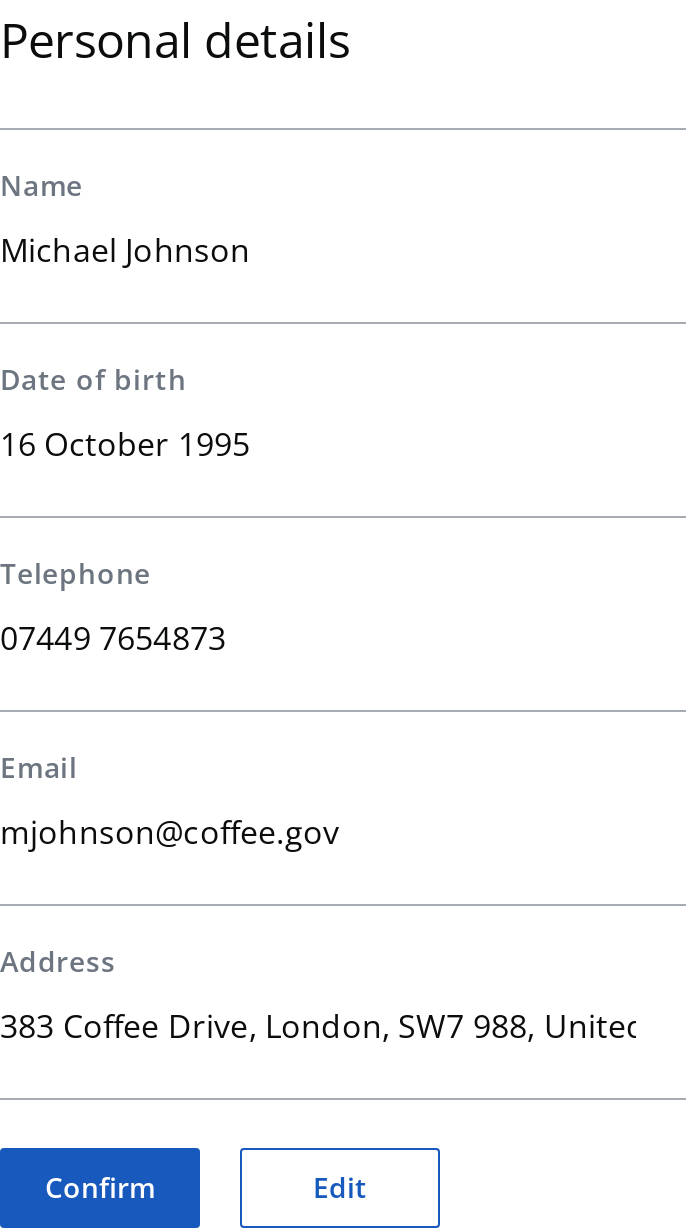 Personal details
Name
Michael Johnson
Date of birth
16 October 1995
Telephone
07449 7654873
Email
mjohnson@coffee.gov
Address
383 Coffee Drive, London, SW7 988, United
Confirm
Edit